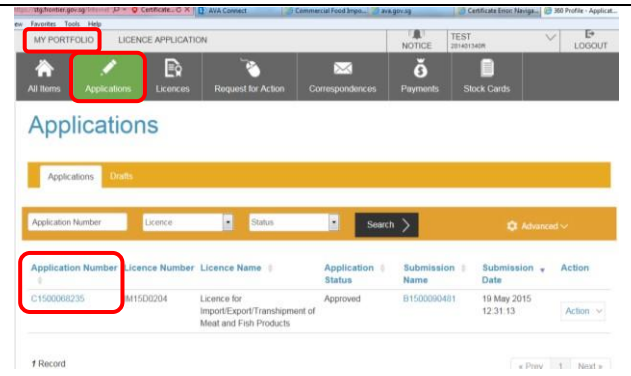 Certificate...
AVA Connect
Commercial Food Impo...
ava.gov.sg
Certificate Error: Naviga...
360 Profile - Applicat...
Favorites Tools Help
MY PORTFOLIO LICENCE APPLICATION NOTICE TEST LOGOUT
All Items Applications Licences Request for Action Correspondences Payments Stock Cards
Applications
Applications Drafts
Application Number Licence Status Search Advanced
Application Number Licence Number Licence Name Application Status Submission Name Submission Date Action
C1500068235 IM15D0204 Licence for Import/Export/Transhipment of Meat and Fish Products Approved B1500090481 19 May 2015 12:31:13 Action
1 Record « Prev 1 Next »